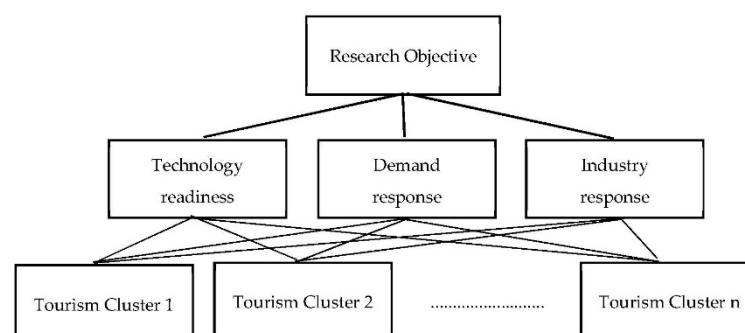 Research Objective
Technology
readiness
Demand
response
Industry
response
Tourism Cluster 1
Tourism Cluster 2
.........................
Tourism Cluster n